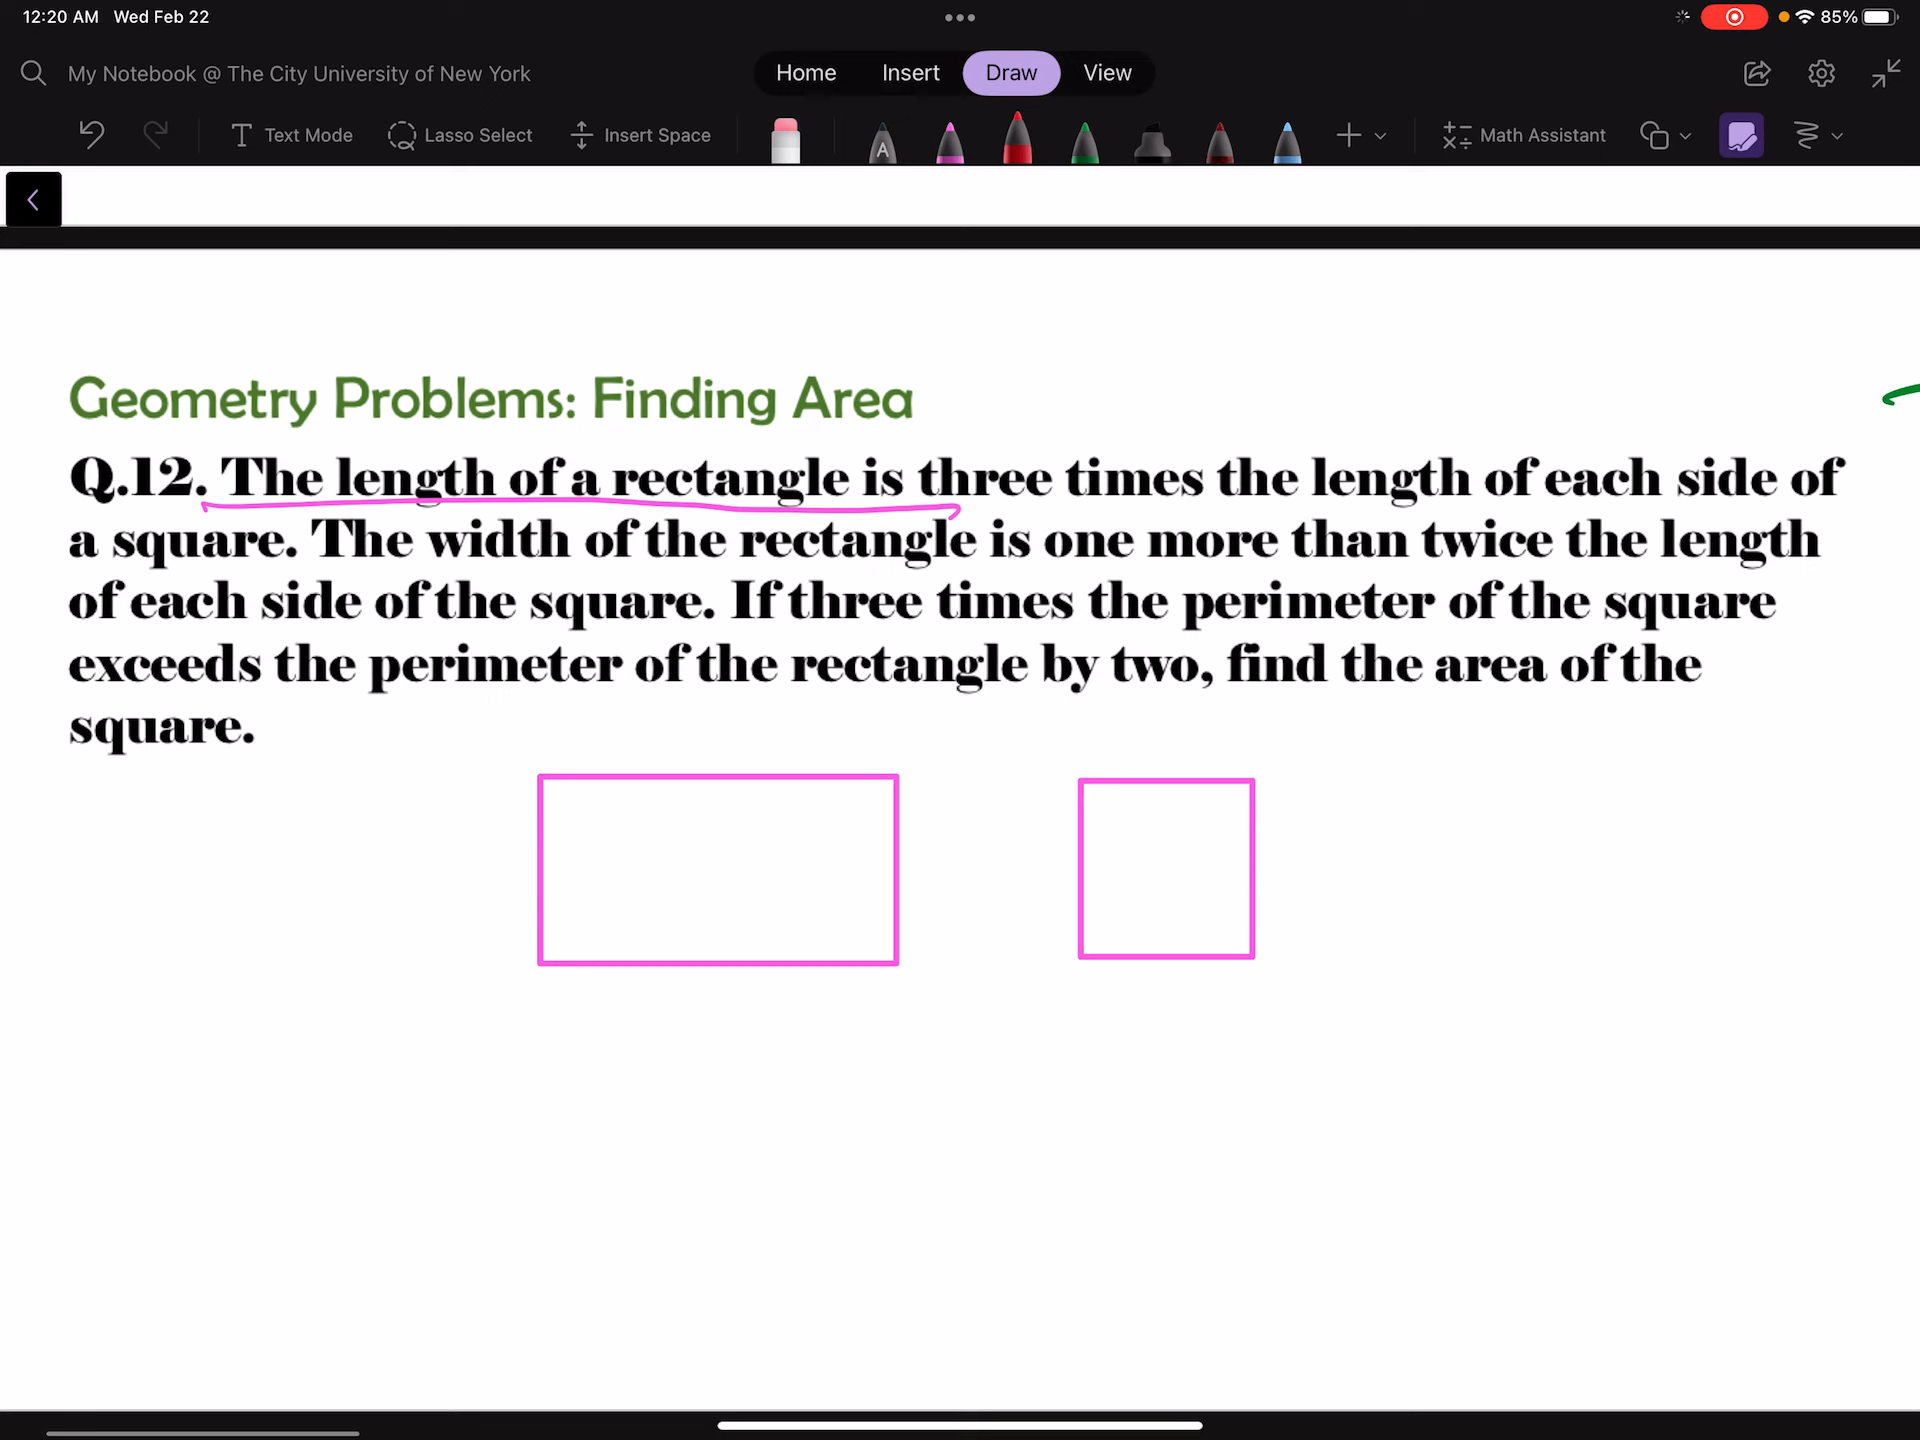 12:20 AM Wed Feb 22
85%
My Notebook @ The City University of New York
Home Insert Draw View
Text Mode Lasso Select Insert Space A Math Assistant
Geometry Problems: Finding Area
Q.12. The length of a rectangle is three times the length of each side of
a square. The width of the rectangle is one more than twice the length
of each side of the square. If three times the perimeter of the square
exceeds the perimeter of the rectangle by two, find the area of the
square.